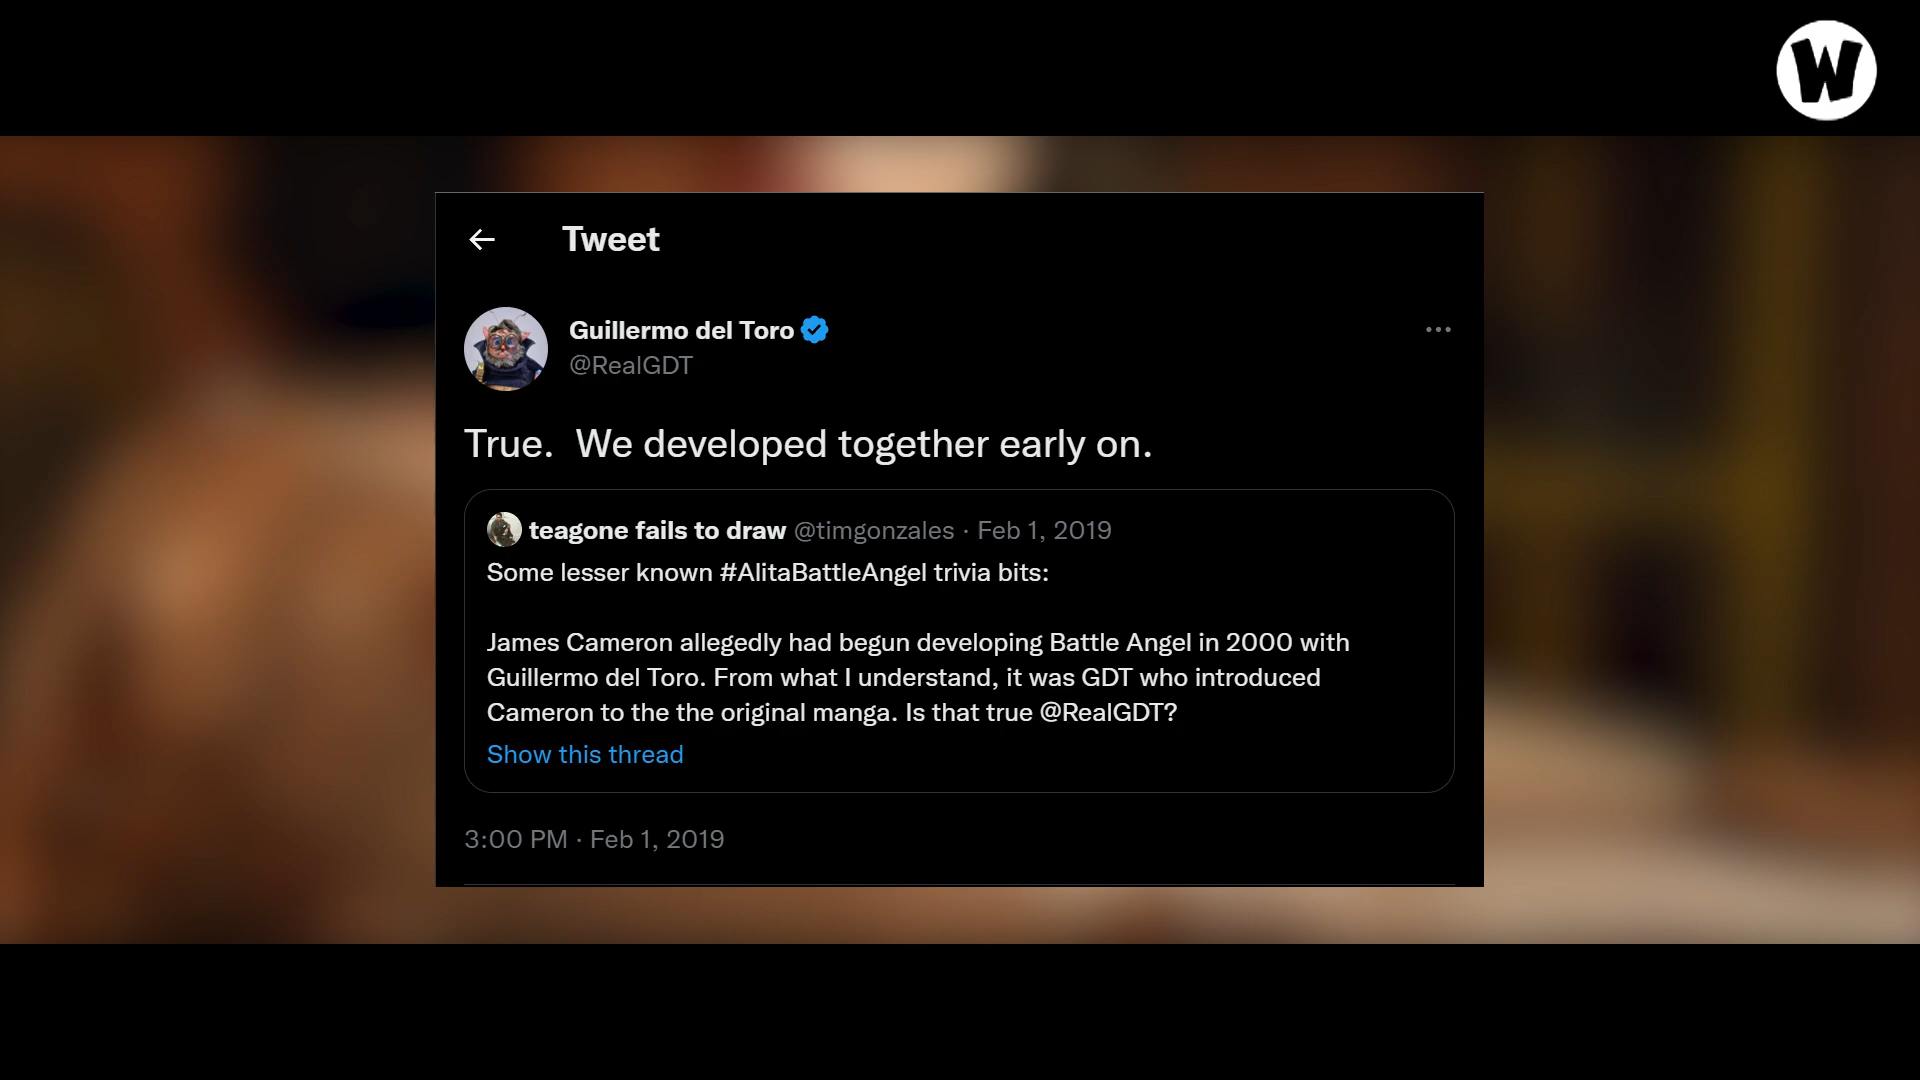 W
Tweet
Guillermo del Toro
@RealGDT
True.  We developed together early on.
teagone fails to draw @timgonzales · Feb 1, 2019
Some lesser known #AlitaBattleAngel trivia bits:
James Cameron allegedly had begun developing Battle Angel in 2000 with
Guillermo del Toro. From what I understand, it was GDT who introduced
Cameron to the the original manga. Is that true @RealGDT?
Show this thread
3:00 PM · Feb 1, 2019